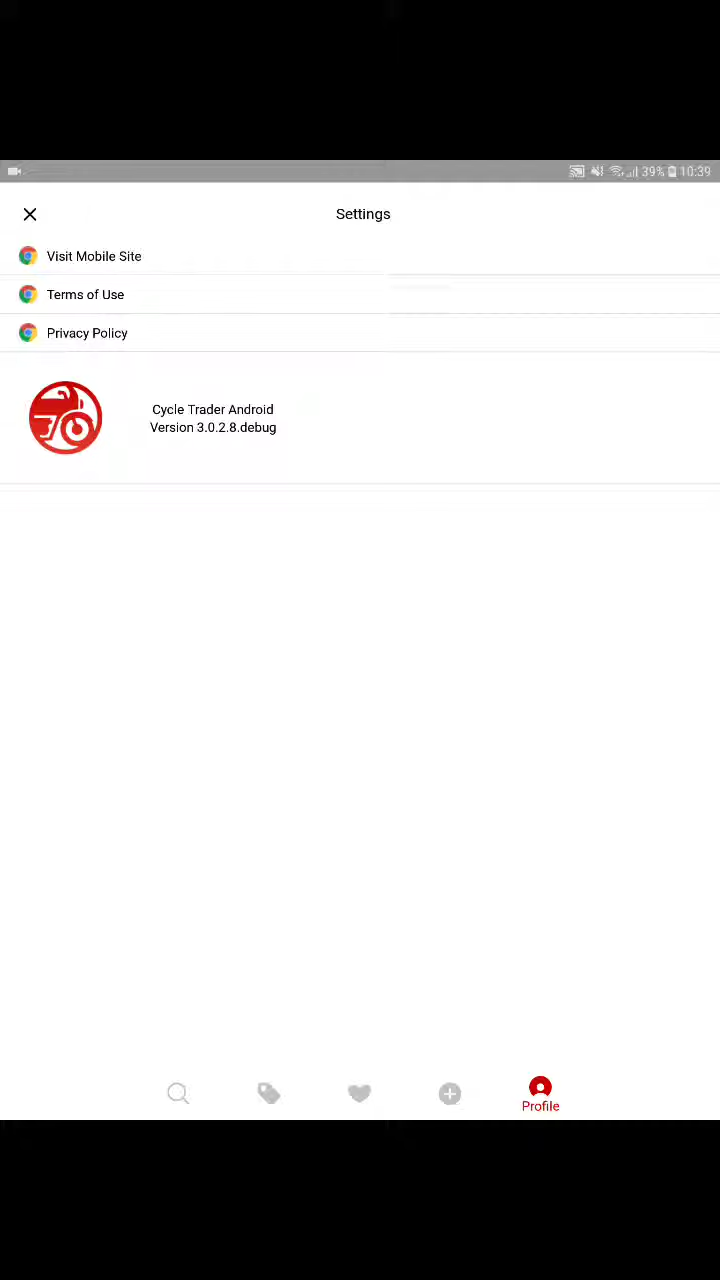 39% 10:39
Settings
Visit Mobile Site
Terms of Use
Privacy Policy
Cycle Trader Android
Version 3.0.2.8.debug
Profile